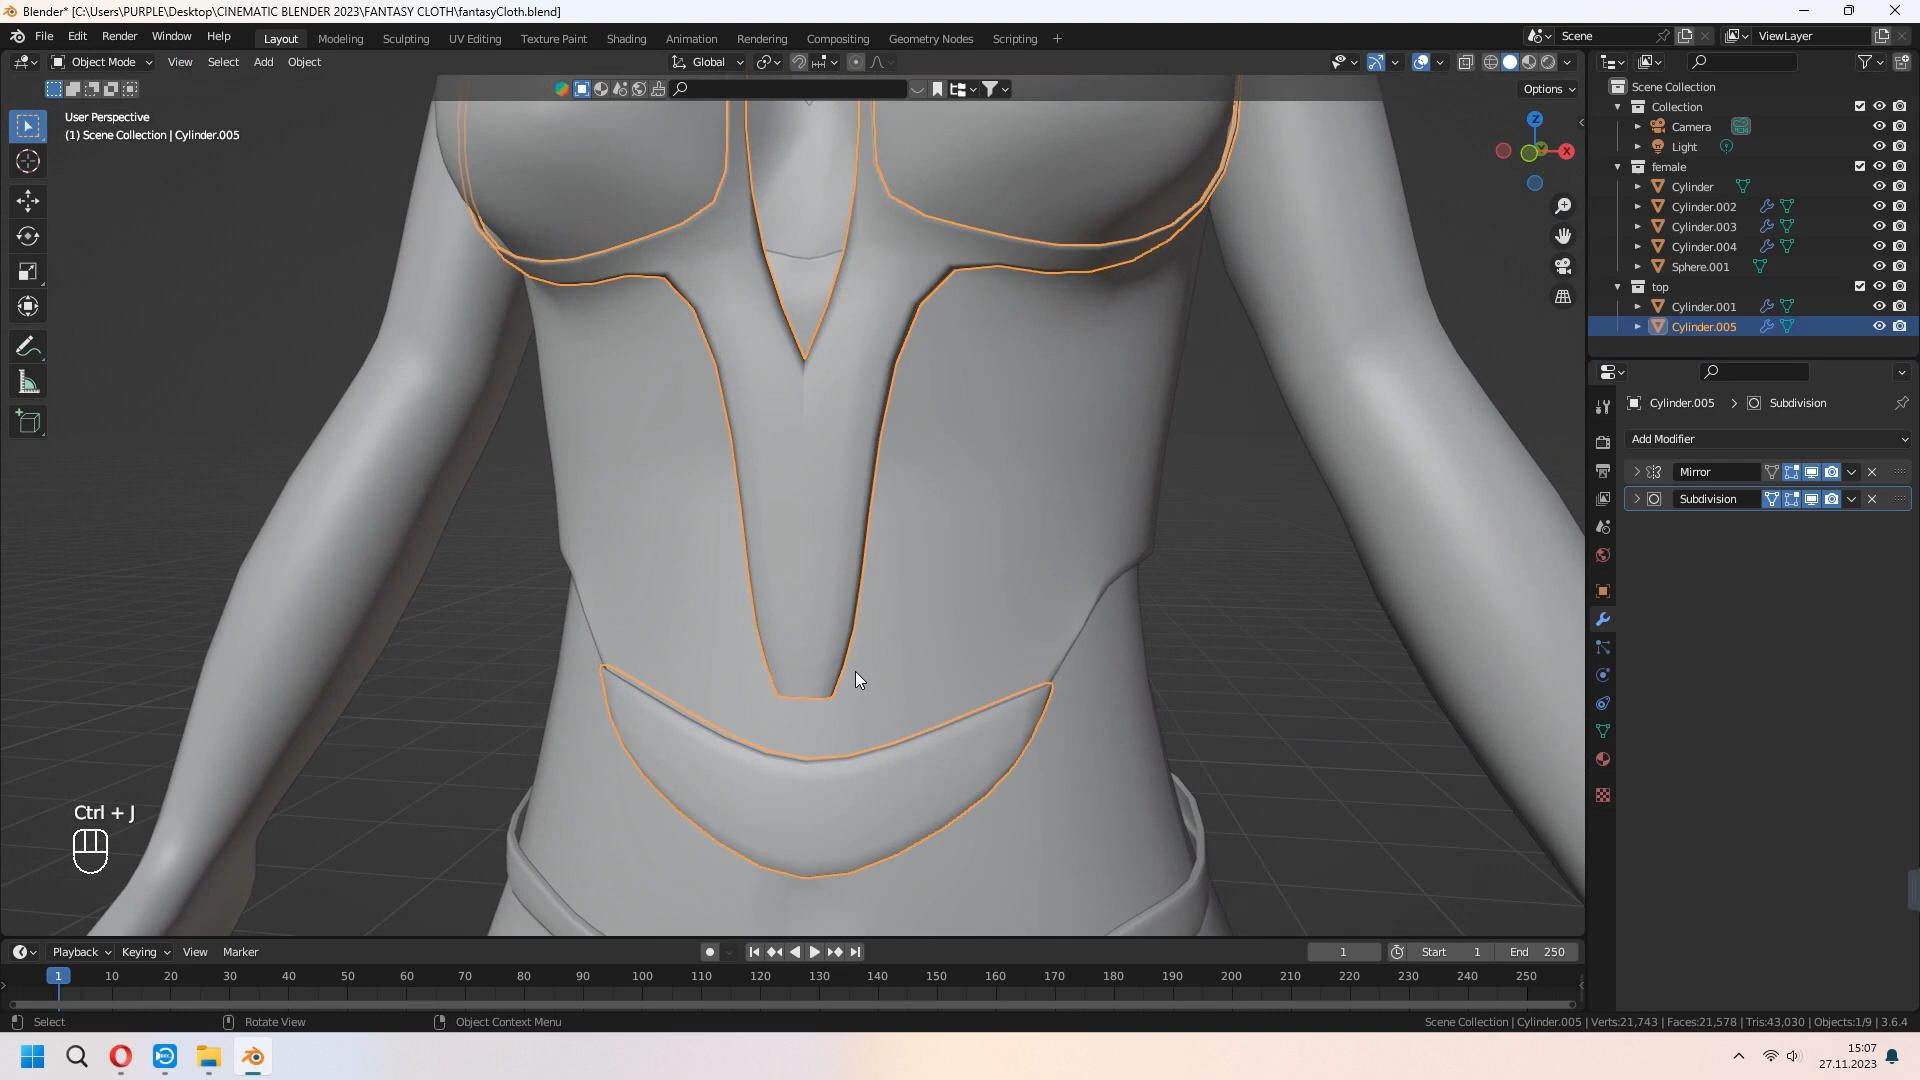 Blender* [C:\Users\PURPLE\Desktop\CINEMATIC BLENDER 2023\FANTASY CLOTH\fantasyCloth.blend]
File Edit Render Window Help Layout Modeling Sculpting UV Editing Texture Paint Shading Animation Rendering Compositing Geometry Nodes Scripting + Scene ViewLayer
Object Mode View Select Add Object Global
Options
User Perspective
(1) Scene Collection | Cylinder.005
Z
X
Scene Collection
Collection
Camera
Light
female
Cylinder
Cylinder.002
Cylinder.003
Cylinder.004
Sphere.001
top
Cylinder.001
Cylinder.005
Cylinder.005 > Subdivision
Add Modifier
Mirror
Subdivision
Ctrl + J
Playback Keying View Marker 1 Start 1 End 250
1 10 20 30 40 50 60 70 80 90 100 110 120 130 140 150 160 170 180 190 200 210 220 230 240 250
Select Rotate View Object Context Menu Scene Collection | Cylinder.005 | Verts:21,743 | Faces:21,578 | Tris:43,030 | Objects:1/9 | 3.6.4
15:07
27.11.2023